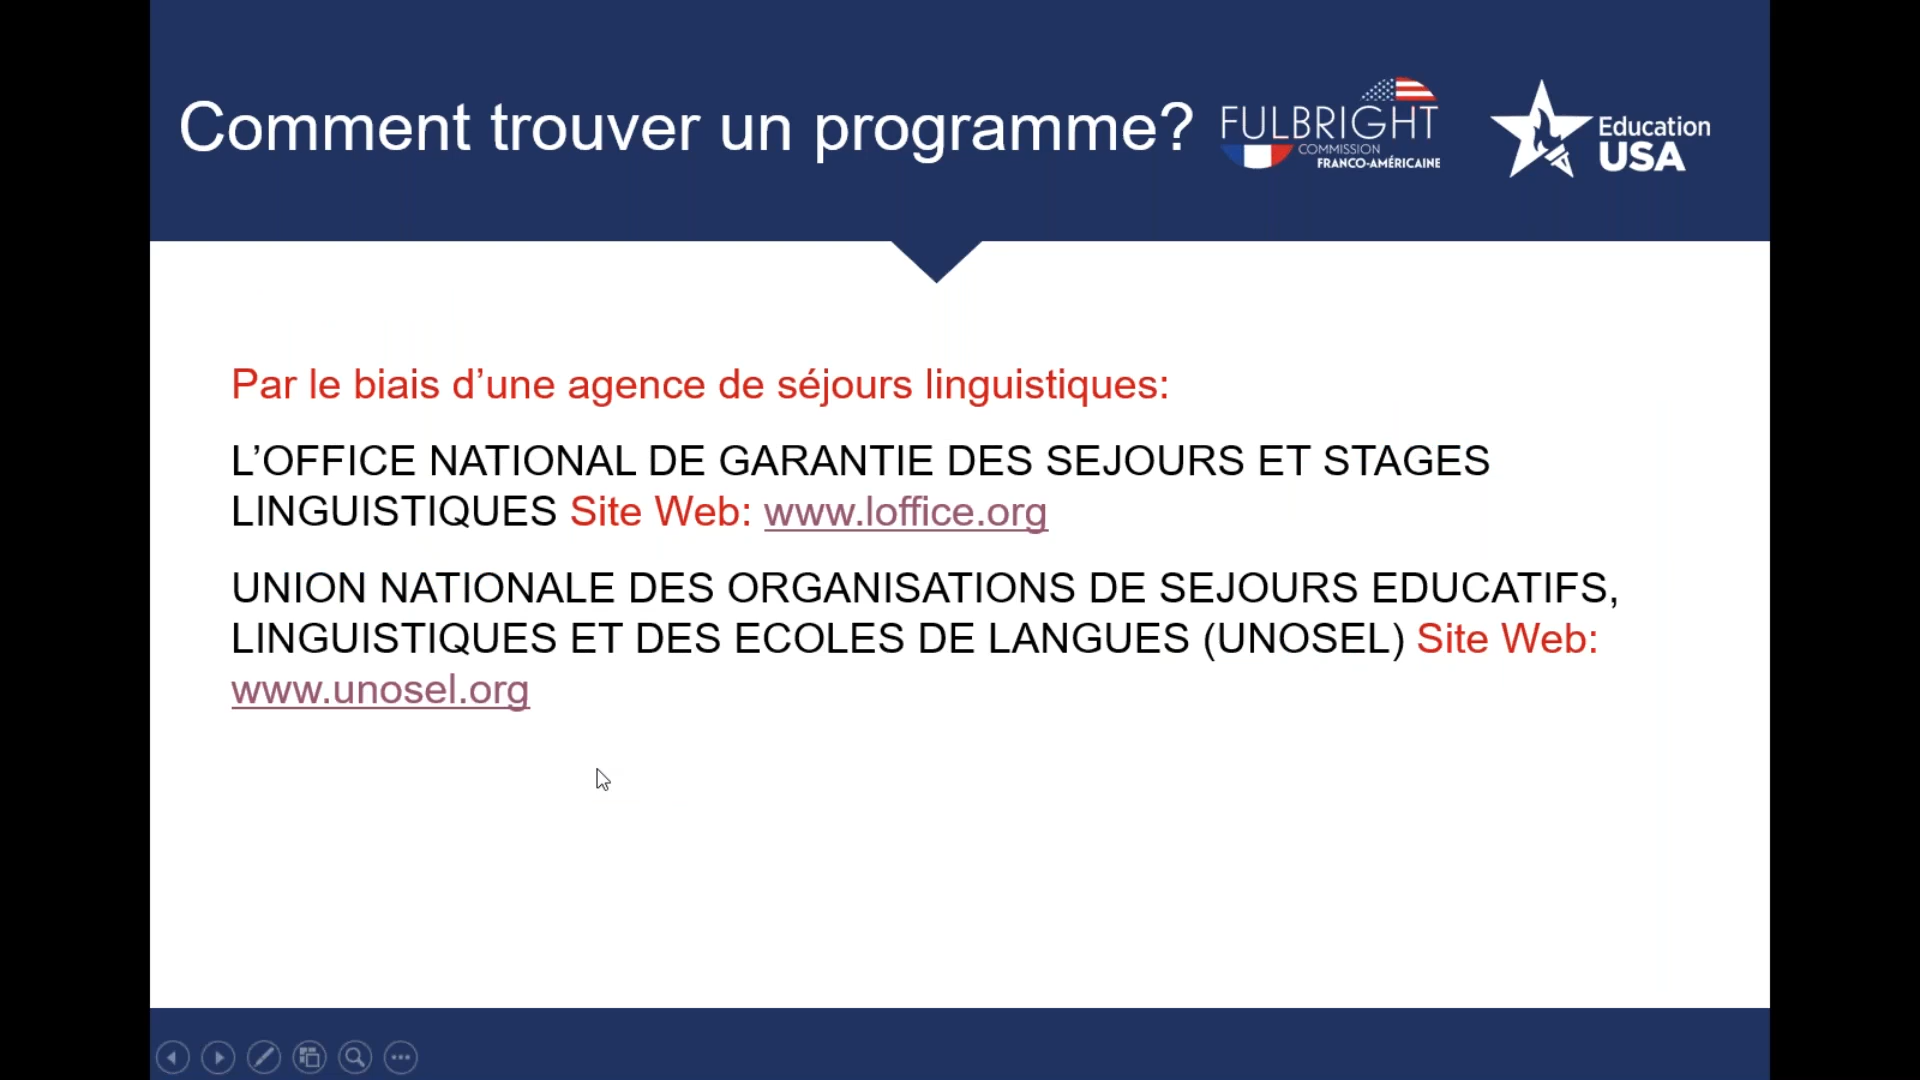 Comment trouver un programme?
FULBRIGHT
COMMISSION
FRANCO-AMÉRICAINE
Education
USA
Par le biais d’une agence de séjours linguistiques:
L’OFFICE NATIONAL DE GARANTIE DES SEJOURS ET STAGES
LINGUISTIQUES Site Web: www.loffice.org
UNION NATIONALE DES ORGANISATIONS DE SEJOURS EDUCATIFS,
LINGUISTIQUES ET DES ECOLES DE LANGUES (UNOSEL) Site Web:
www.unosel.org